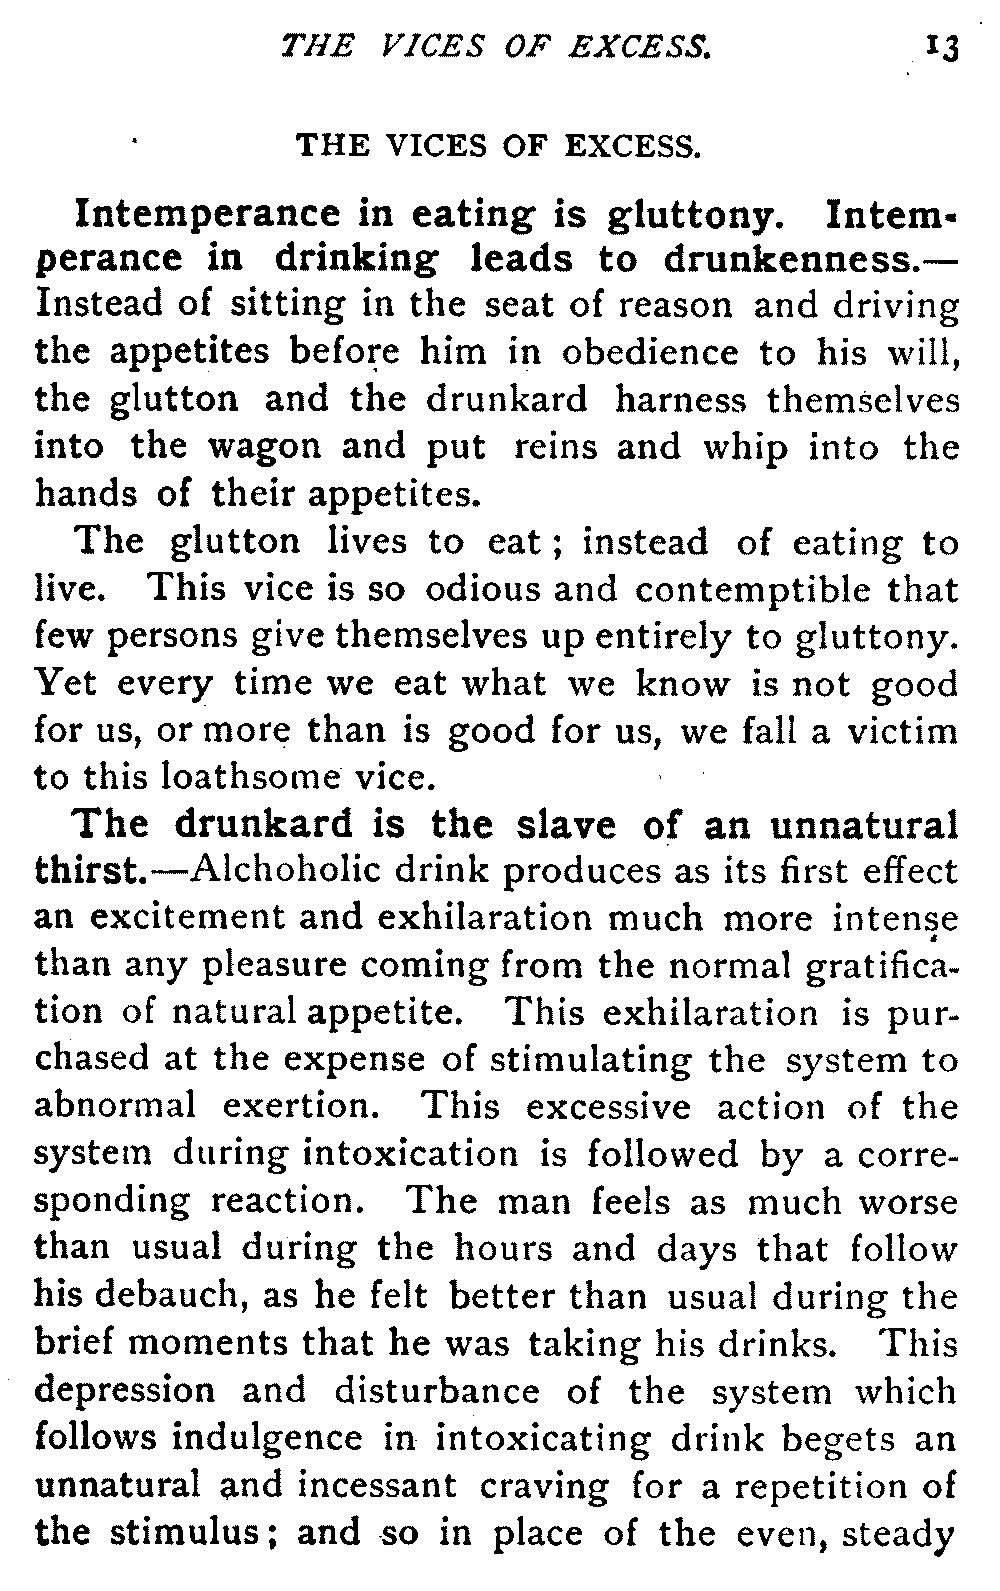 THE VICES OF EXCESS. 13
THE VICES OF EXCESS.
Intemperance in eating is gluttony. Intem-
perance in drinking leads to drunkenness.—
Instead of sitting in the seat of reason and driving
the appetites before him in obedience to his will,
the glutton and the drunkard harness themselves
into the wagon and put reins and whip into the
hands of their appetites.
The glutton lives to eat ; instead of eating to
live. This vice is so odious and contemptible that
few persons give themselves up entirely to gluttony.
Yet every time we eat what we know is not good
for us, or more than is good for us, we fall a victim
to this loathsome vice.
The drunkard is the slave of an unnatural
thirst.—Alchoholic drink produces as its first effect
an excitement and exhilaration much more intense
than any pleasure coming from the normal gratifica-
tion of natural appetite. This exhilaration is pur-
chased at the expense of stimulating the system to
abnormal exertion. This excessive action of the
system during intoxication is followed by a corre-
sponding reaction. The man feels as much worse
than usual during the hours and days that follow
his debauch, as he felt better than usual during the
brief moments that he was taking his drinks. This
depression and disturbance of the system which
follows indulgence in intoxicating drink begets an
unnatural and incessant craving for a repetition of
the stimulus ; and so in place of the even, steady